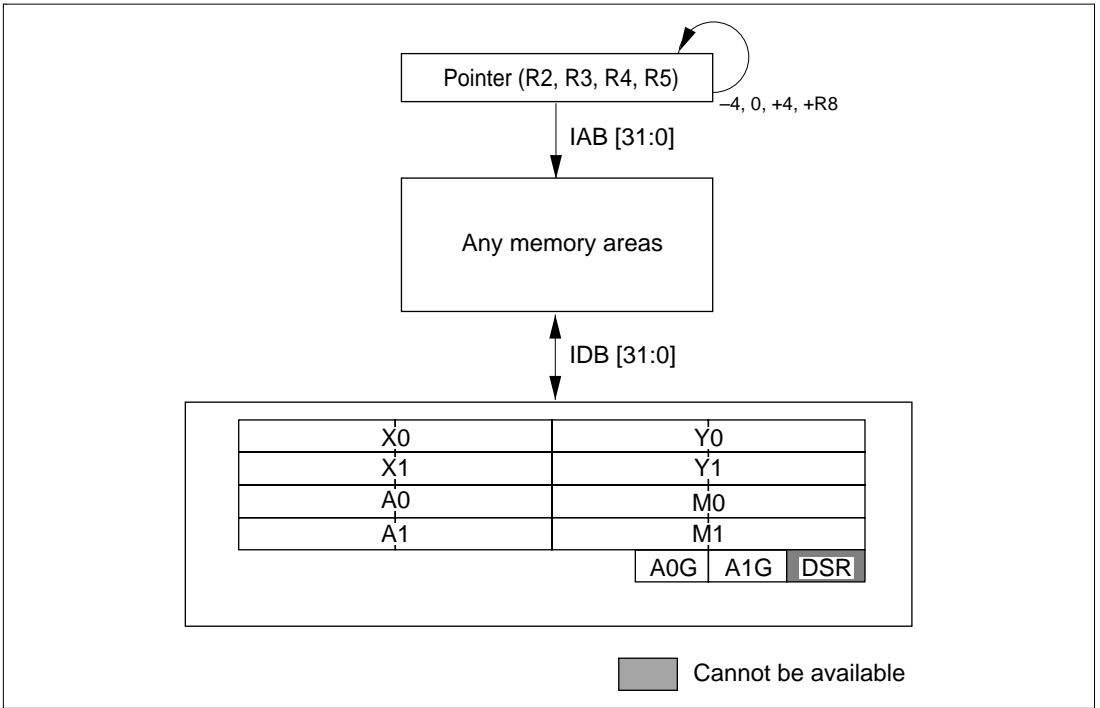 Pointer (R2, R3, R4, R5)
–4, 0, +4, +R8
IAB [31:0]
Any memory areas
IDB [31:0]
X0 Y0
X1 Y1
A0 M0
A1 M1
A0G A1G DSR
Cannot be available